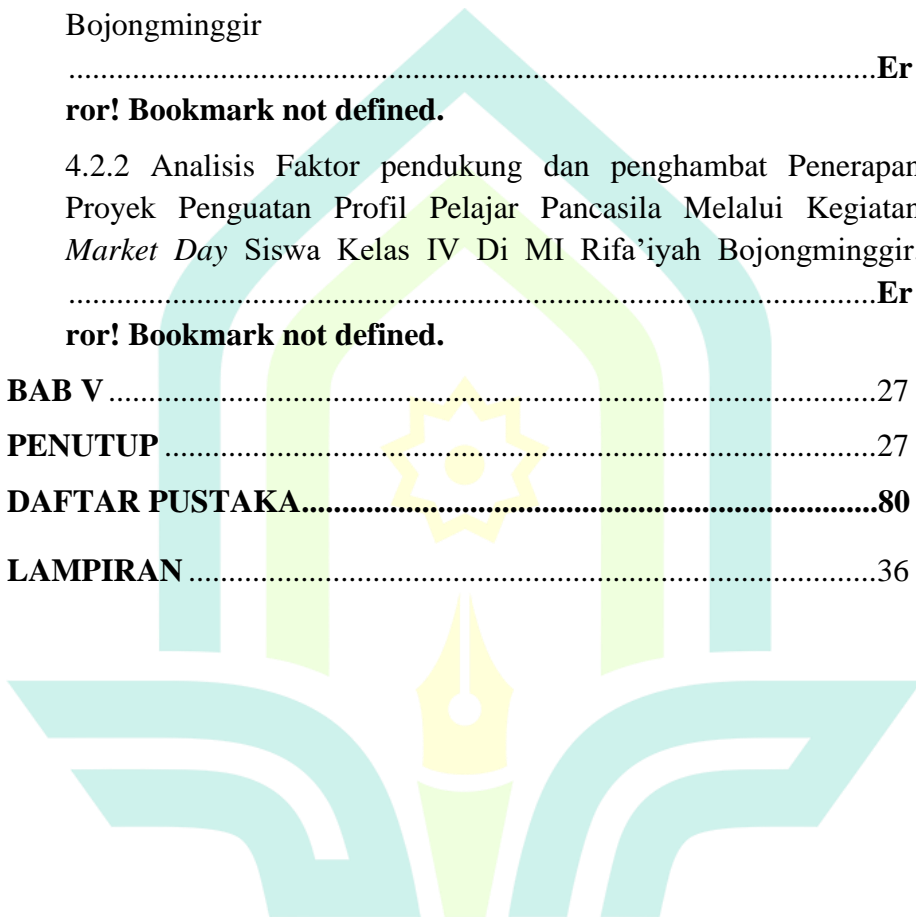 Bojongminggir
....................................................................................................Er
ror! Bookmark not defined.
4.2.2 Analisis Faktor pendukung dan penghambat Penerapan
Proyek Penguatan Profil Pelajar Pancasila Melalui Kegiatan
Market Day Siswa Kelas IV Di MI Rifa’iyah Bojongminggir.
....................................................................................................Er
ror! Bookmark not defined.
BAB V ...............................................................................................27
PENUTUP ........................................................................................27
DAFTAR PUSTAKA.......................................................................80
LAMPIRAN .....................................................................................36